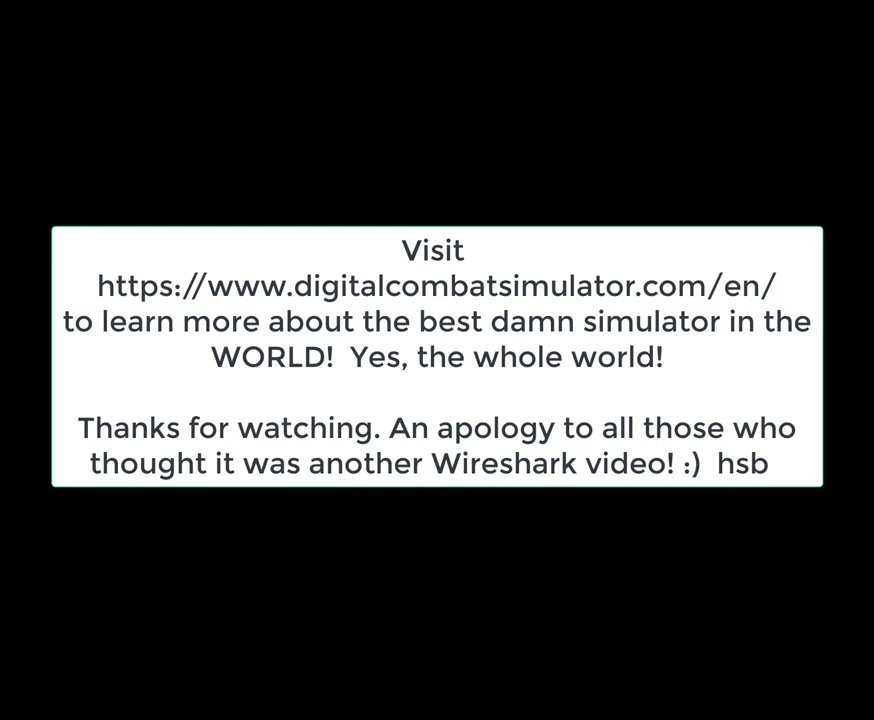 Visit
https://www.digitalcombatsimulator.com/en/
to learn more about the best damn simulator in the
WORLD!  Yes, the whole world!
Thanks for watching. An apology to all those who
thought it was another Wireshark video! :)  hsb